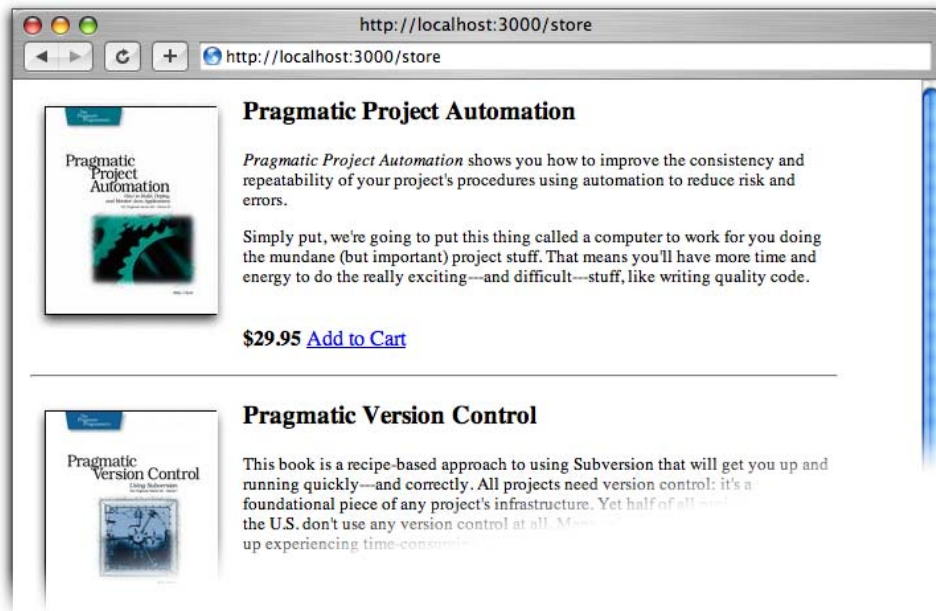 http://localhost:3000/store
http://localhost:3000/store
Pragmatic
Project
Automation
Pragmatic Project Automation
Pragmatic Project Automation shows you how to improve the consistency and
repeatability of your project's procedures using automation to reduce risk and
errors.
Simply put, we're going to put this thing called a computer to work for you doing
the mundane (but important) project stuff. That means you'll have more time and
energy to do the really exciting---and difficult---stuff, like writing quality code.
$29.95 Add to Cart
Pragmatic
Version Control
Using Subversion
Pragmatic Version Control
This book is a recipe-based approach to using Subversion that will get you up and
running quickly---and correctly. All projects need version control: it's a
foundational piece of any project's infrastructure. Yet half of all
the U.S. don't use any version control at all.
up experiencing